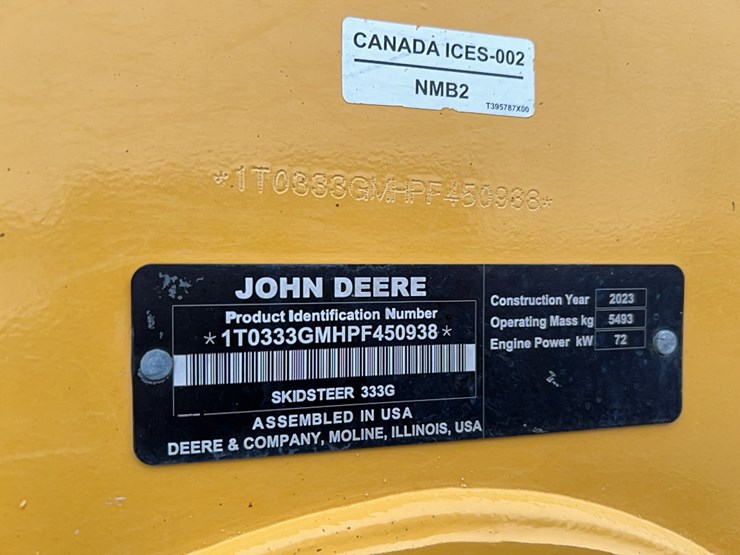 CANADA ICES-002
NMB2
T395787X00
*1T0333GMHPF450938*
JOHN DEERE
Product Identification Number
*1T0333GMHPF450938*
SKIDSTEER 333G
ASSEMBLED IN USA
DEERE & COMPANY, MOLINE, ILLINOIS, USA
Construction Year 2023
Operating Mass kg 5493
Engine Power kW 72